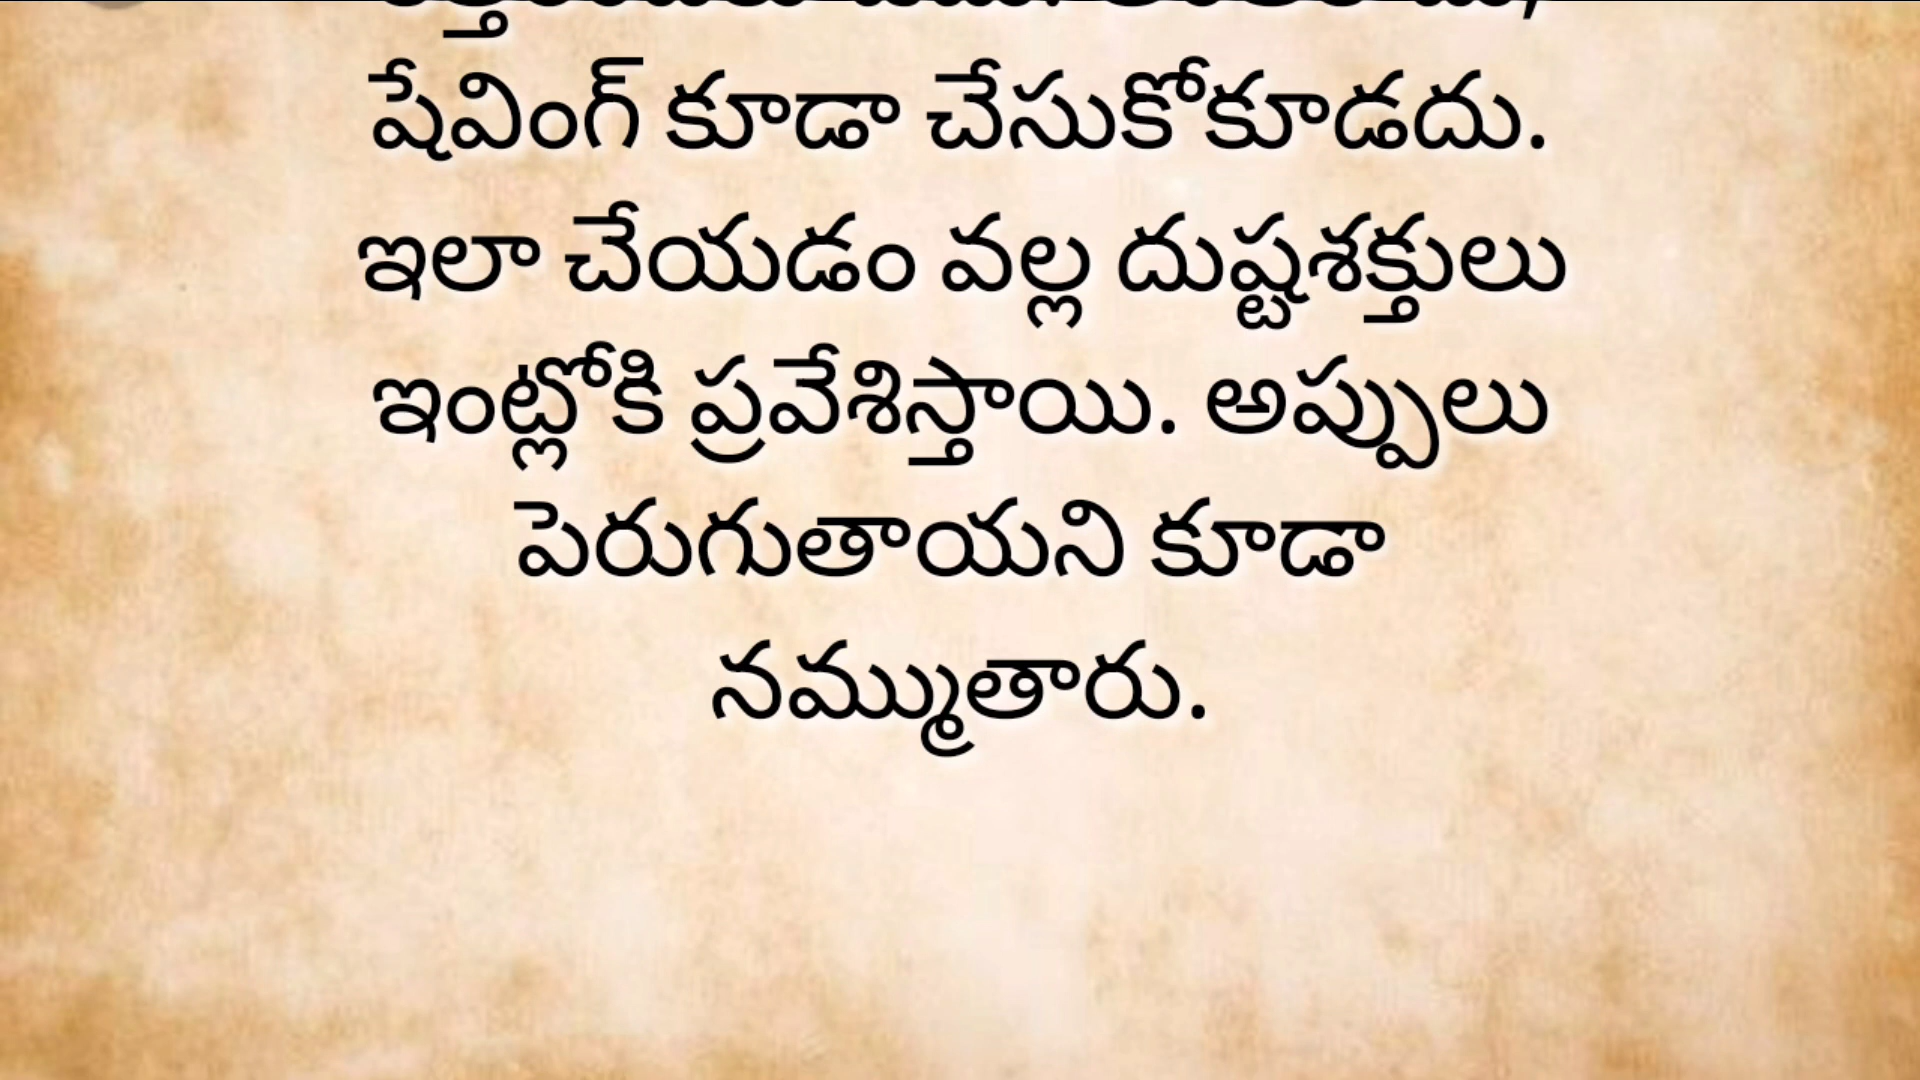 షేవింగ్ కూడా చేసుకోకూడదు.
ఇలా చేయడం వల్ల దుష్టశక్తులు
ఇంట్లోకి ప్రవేశిస్తాయి. అప్పులు
పెరుగుతాయని కూడా
నమ్ముతారు.